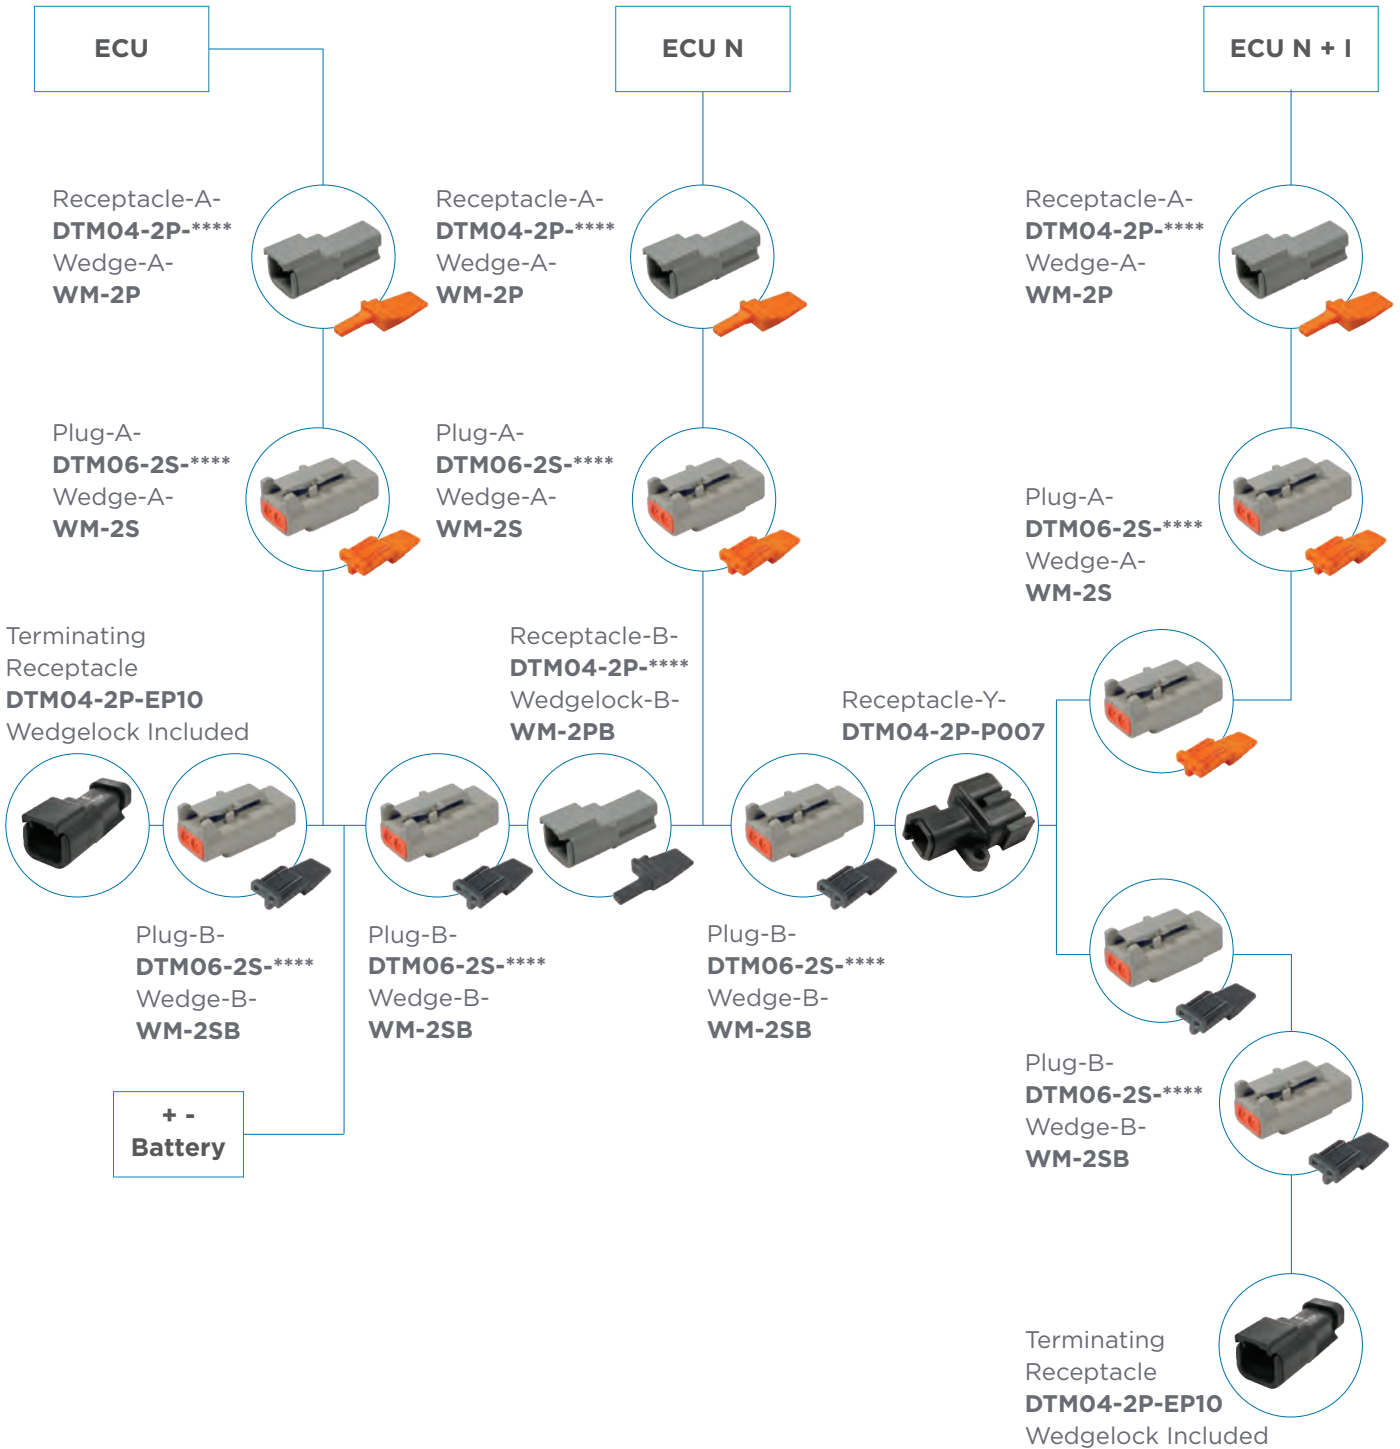 ECU
ECU N
ECU N + I
Receptacle-A-
DTM04-2P-****
Wedge-A-
WM-2P
Receptacle-A-
DTM04-2P-****
Wedge-A-
WM-2P
Receptacle-A-
DTM04-2P-****
Wedge-A-
WM-2P
Plug-A-
DTM06-2S-****
Wedge-A-
WM-2S
Plug-A-
DTM06-2S-****
Wedge-A-
WM-2S
Plug-A-
DTM06-2S-****
Wedge-A-
WM-2S
Terminating
Receptacle
DTM04-2P-EP10
Wedgelock Included
Receptacle-B-
DTM04-2P-****
Wedgelock-B-
WM-2PB
Receptacle-Y-
DTM04-2P-P007
Plug-B-
DTM06-2S-****
Wedge-B-
WM-2SB
Plug-B-
DTM06-2S-****
Wedge-B-
WM-2SB
Plug-B-
DTM06-2S-****
Wedge-B-
WM-2SB
Plug-B-
DTM06-2S-****
Wedge-B-
WM-2SB
+ -
Battery
Terminating
Receptacle
DTM04-2P-EP10
Wedgelock Included